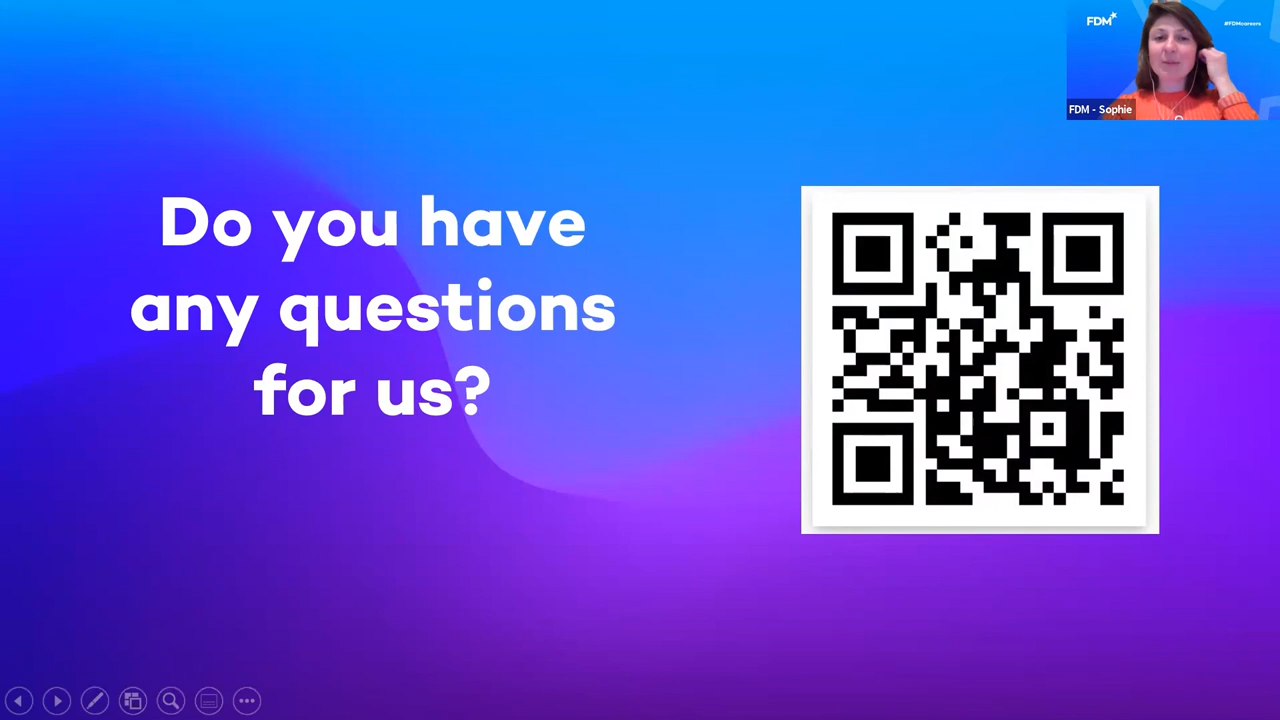 FDM
#FDMcareers
FDM - Sophie
Do you have
any questions
for us?